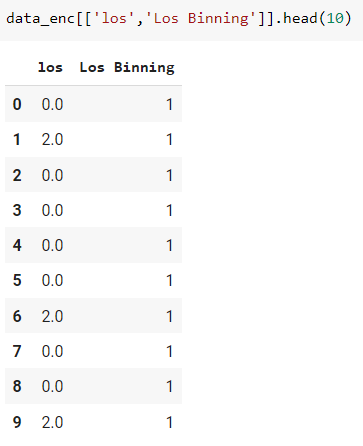 data_enc[['los','Los Binning']].head(10)
los Los Binning
0 0.0 1
1 2.0 1
2 0.0 1
3 0.0 1
4 0.0 1
5 0.0 1
6 2.0 1
7 0.0 1
8 0.0 1
9 2.0 1